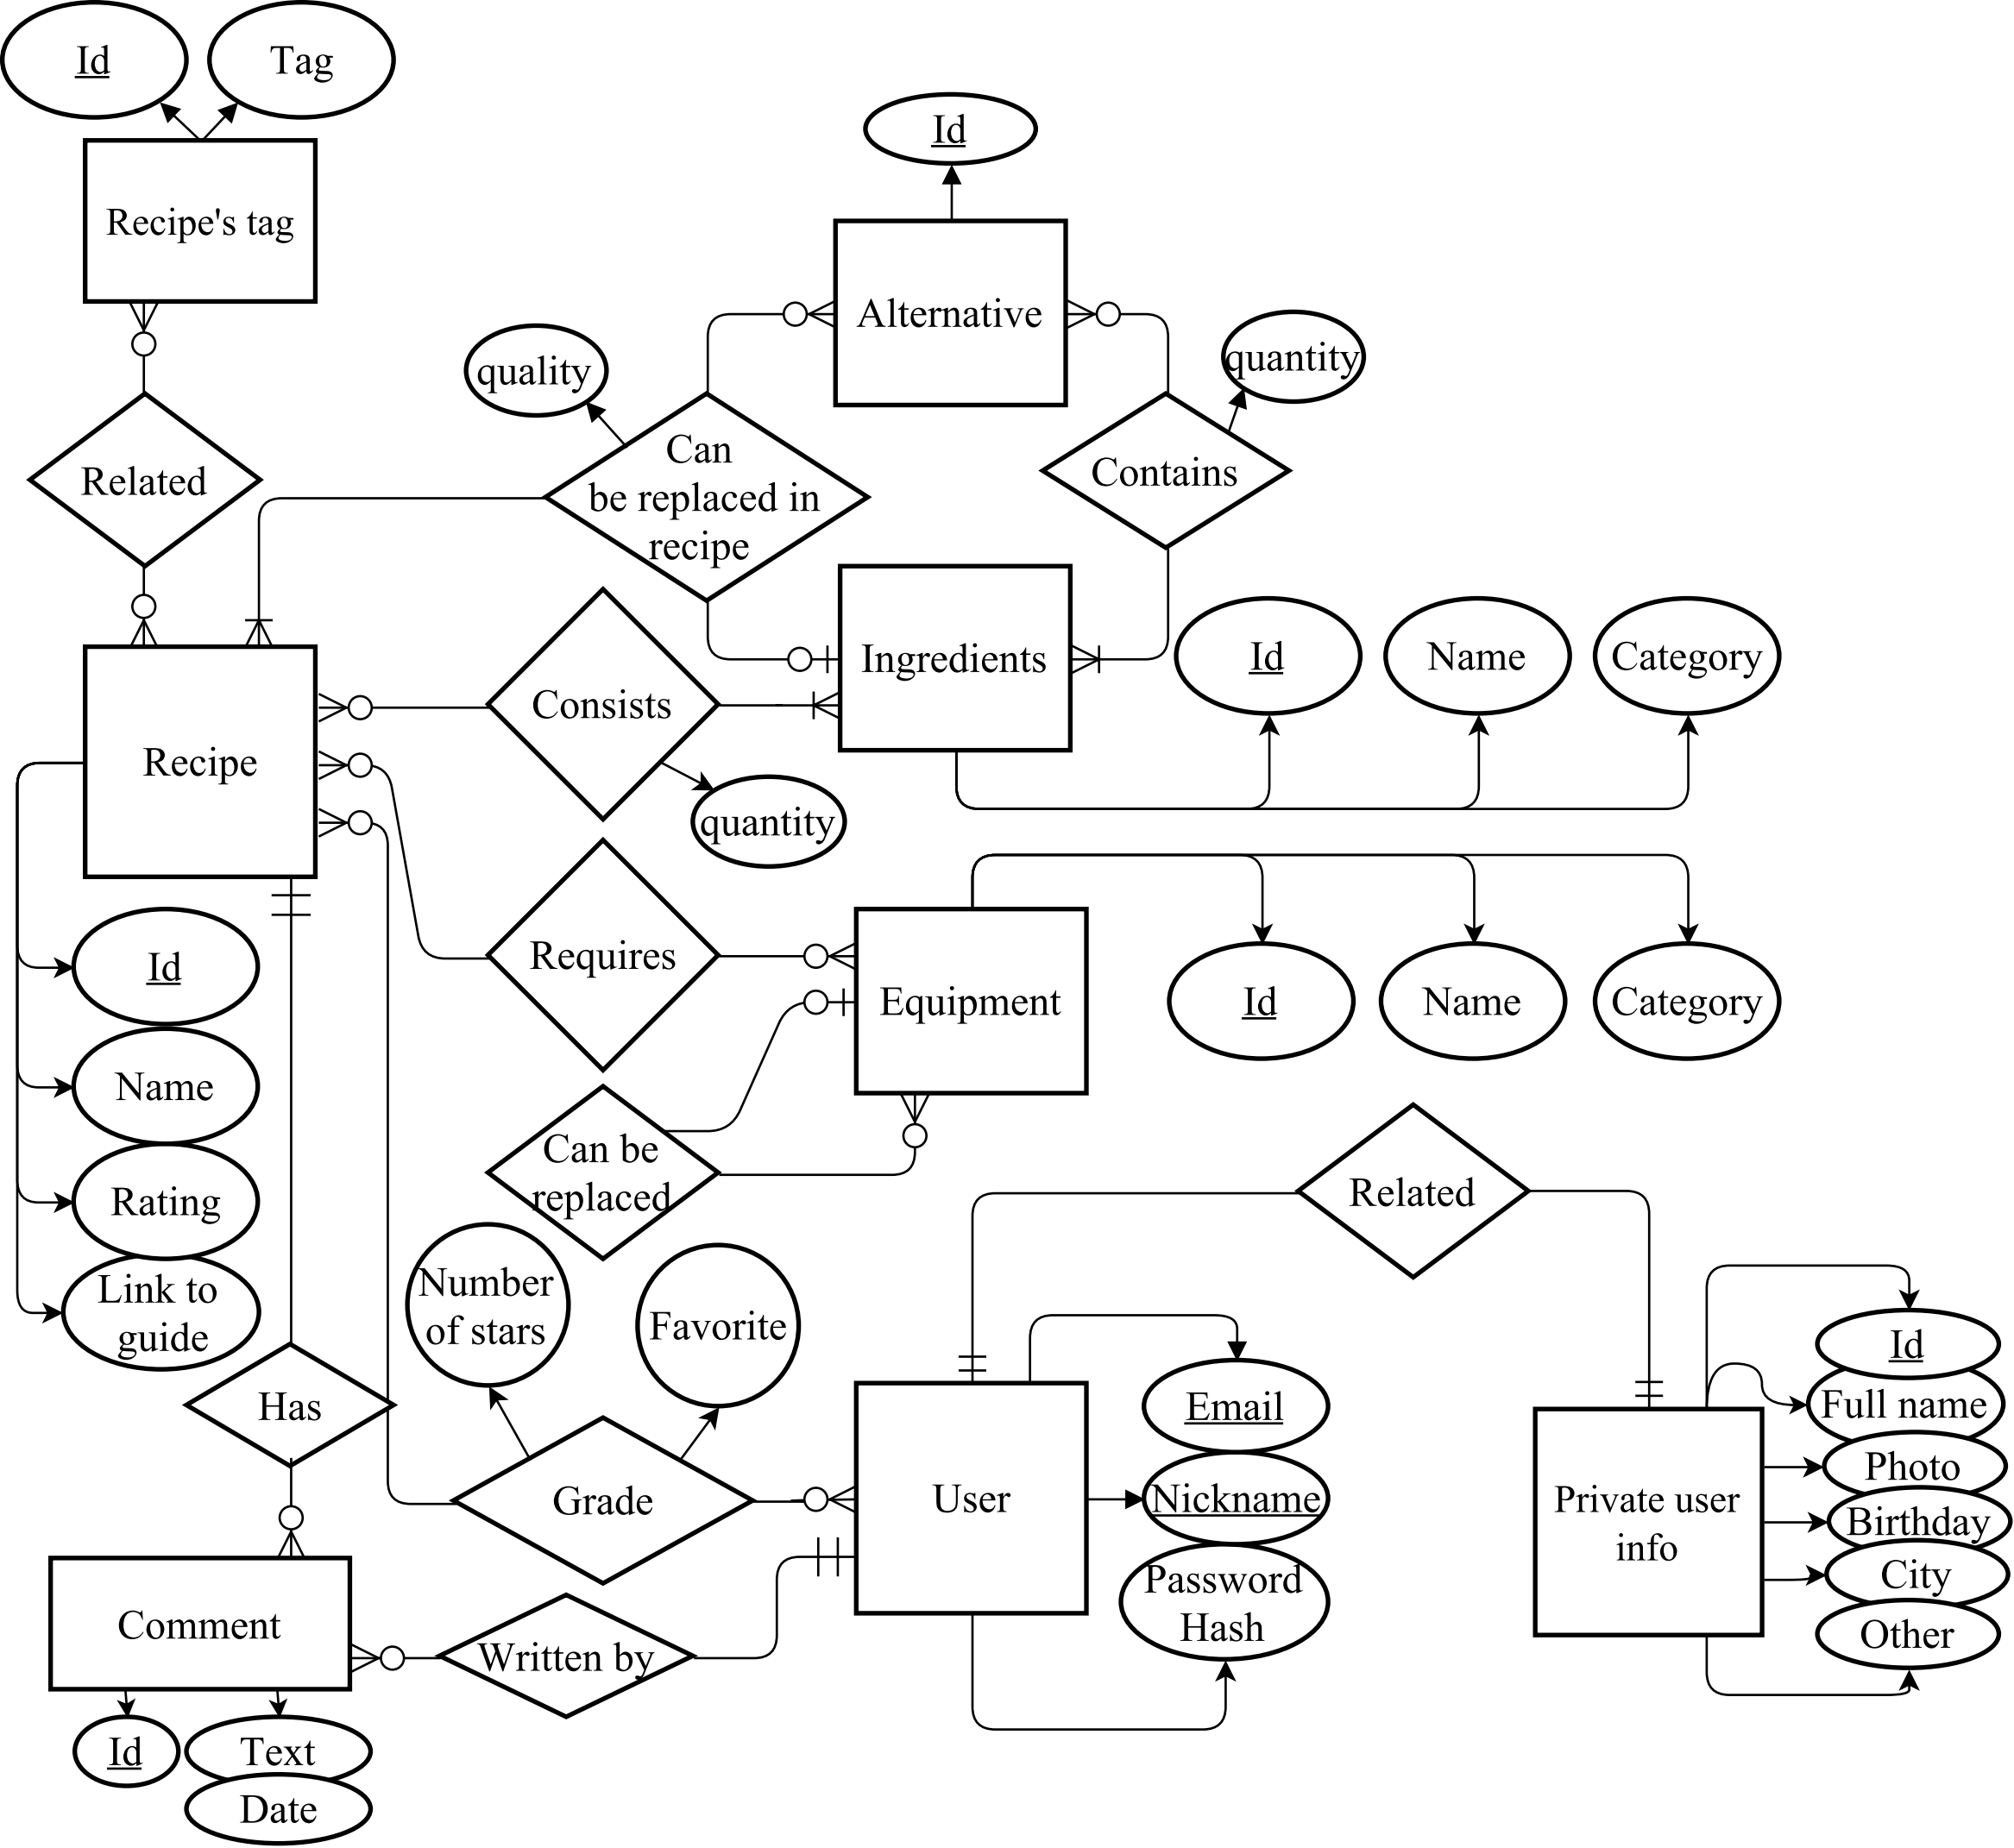 Id
Tag
Recipe's tag
Id
Alternative
quality
quantity
Can
be replaced in
recipe
Contains
Related
Ingredients
Id
Name
Category
Consists
Recipe
quantity
Requires
Equipment
Id
Name
Category
Id
Name
Rating
Link to
guide
Can be
replaced
Related
Number
of stars
Favorite
Has
Grade
User
Email
Nickname
Password
Hash
Private user
info
Id
Full name
Photo
Birthday
City
Other
Comment
Written by
Id
Text
Date